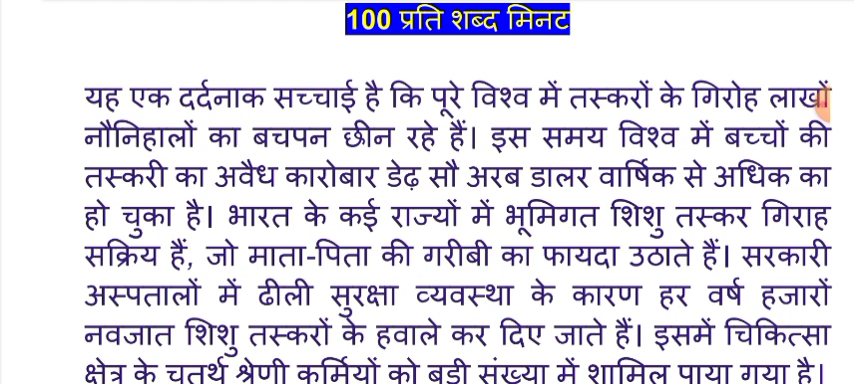 100 प्रति शब्द मिनट
यह एक दर्दनाक सच्चाई है कि पूरे विश्व में तस्करों के गिरोह लाखों
नौनिहालों का बचपन छीन रहे हैं। इस समय विश्व में बच्चों की
तस्करी का अवैध कारोबार डेढ़ सौ अरब डालर वार्षिक से अधिक का
हो चुका है। भारत के कई राज्यों में भूमिगत शिशु तस्कर गिराह
सक्रिय हैं, जो माता-पिता की गरीबी का फायदा उठाते हैं। सरकारी
अस्पतालों में ढीली सुरक्षा व्यवस्था के कारण हर वर्ष हजारों
नवजात शिशु तस्करों के हवाले कर दिए जाते हैं। इसमें चिकित्सा
क्षेत्र के चतुर्थ श्रेणी कर्मियों को बड़ी संख्या में शामिल पाया गया है।